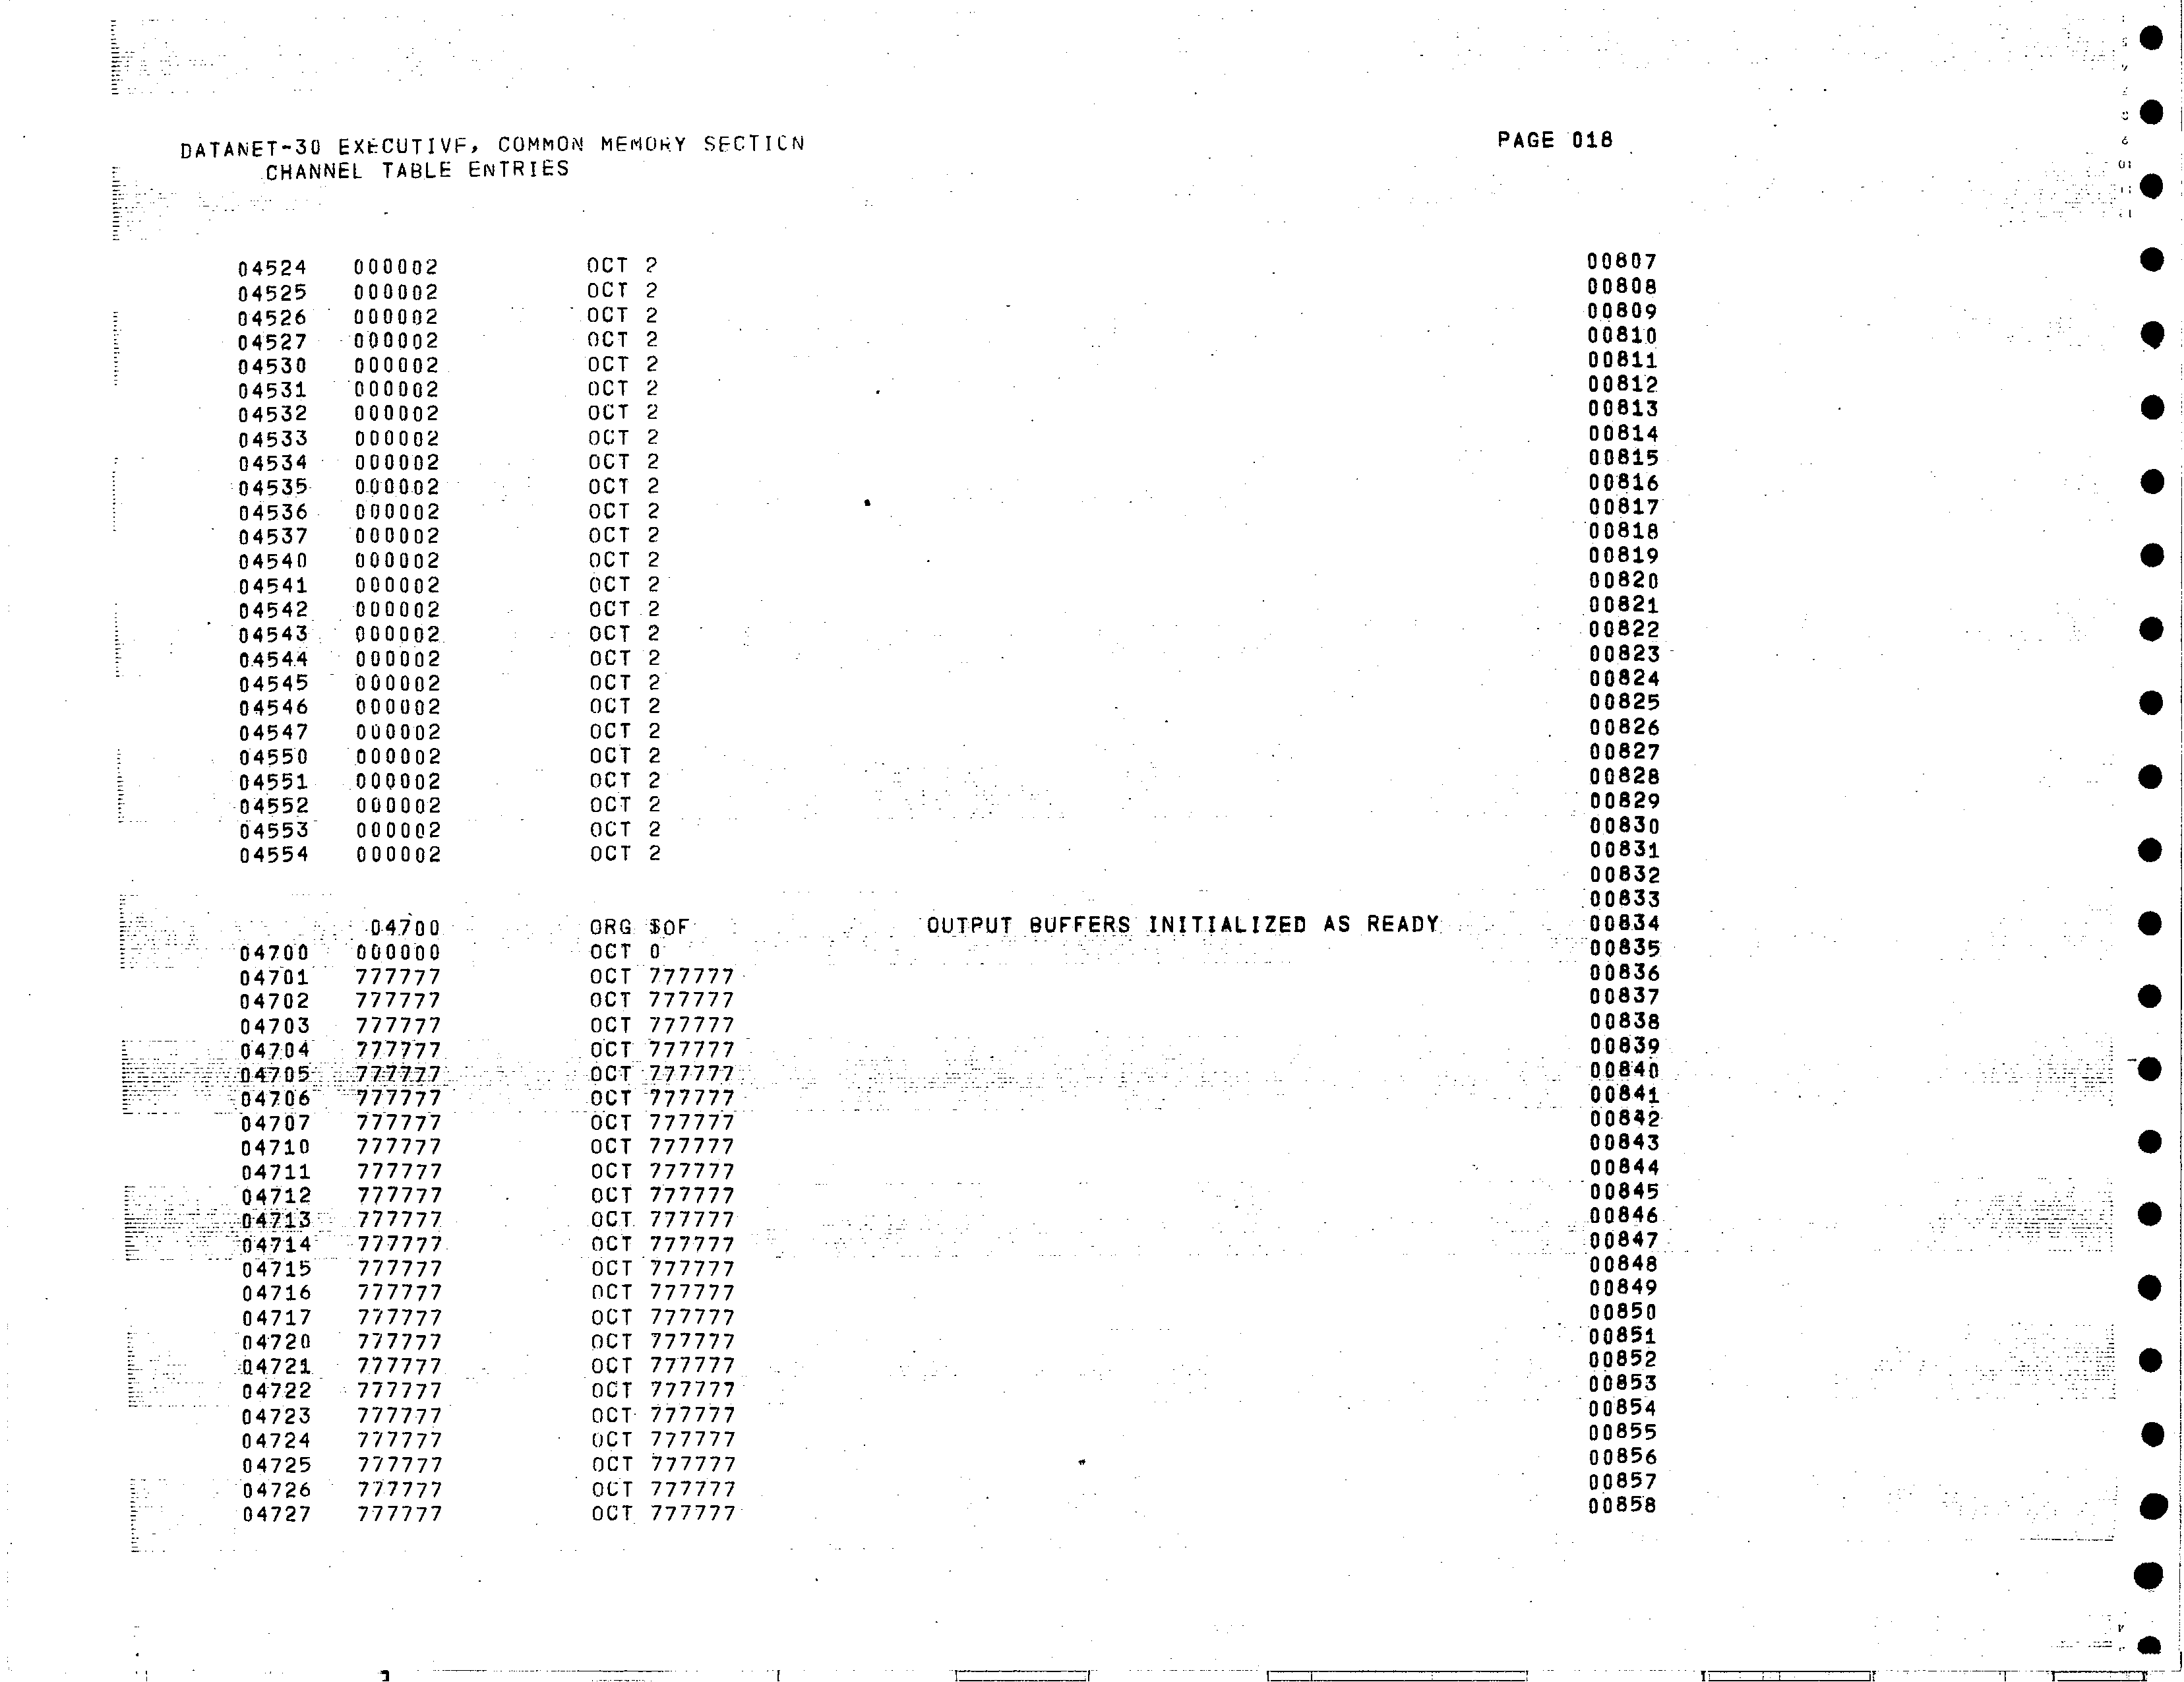 DATANET-30 EXECUTIVE, COMMON MEMORY SECTION PAGE 018
CHANNEL TABLE ENTRIES
04524 000002 OCT 2 00807
04525 000002 OCT 2 00808
04526 000002 OCT 2 00809
04527 000002 OCT 2 00810
04530 000002 OCT 2 00811
04531 000002 OCT 2 00812
04532 000002 OCT 2 00813
04533 000002 OCT 2 00814
04534 000002 OCT 2 00815
04535 000002 OCT 2 00816
04536 000002 OCT 2 00817
04537 000002 OCT 2 00818
04540 000002 OCT 2 00819
04541 000002 OCT 2 00820
04542 000002 OCT 2 00821
04543 000002 OCT 2 00822
04544 000002 OCT 2 00823
04545 000002 OCT 2 00824
04546 000002 OCT 2 00825
04547 000002 OCT 2 00826
04550 000002 OCT 2 00827
04551 000002 OCT 2 00828
04552 000002 OCT 2 00829
04553 000002 OCT 2 00830
04554 000002 OCT 2 00831
00832
00833
04700 ORG $OF OUTPUT BUFFERS INITIALIZED AS READY 00834
04700 000000 OCT 0 00835
04701 777777 OCT 777777 00836
04702 777777 OCT 777777 00837
04703 777777 OCT 777777 00838
04704 777777 OCT 777777 00839
04705 777777 OCT 777777 00840
04706 777777 OCT 777777 00841
04707 777777 OCT 777777 00842
04710 777777 OCT 777777 00843
04711 777777 OCT 777777 00844
04712 777777 OCT 777777 00845
04713 777777 OCT 777777 00846
04714 777777 OCT 777777 00847
04715 777777 OCT 777777 00848
04716 777777 OCT 777777 00849
04717 777777 OCT 777777 00850
04720 777777 OCT 777777 00851
04721 777777 OCT 777777 00852
04722 777777 OCT 777777 00853
04723 777777 OCT 777777 00854
04724 777777 OCT 777777 00855
04725 777777 OCT 777777 00856
04726 777777 OCT 777777 00857
04727 777777 OCT 777777 00858